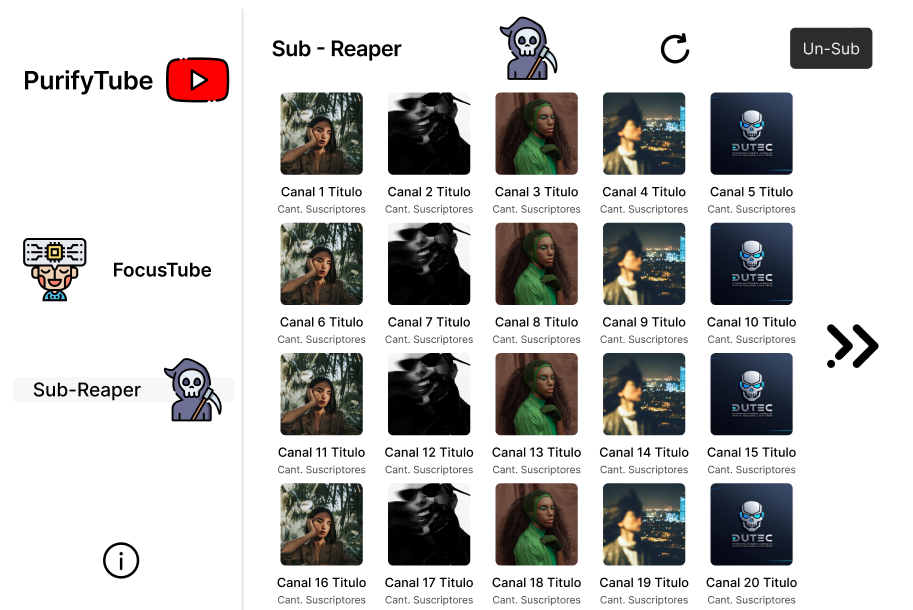 PurifyTube
FocusTube
Sub-Reaper
Sub - Reaper
Un-Sub
DUTEC
Canal 1 Titulo
Canal 2 Titulo
Canal 3 Titulo
Canal 4 Titulo
Canal 5 Titulo
Cant. Suscriptores
Cant. Suscriptores
Cant. Suscriptores
Cant. Suscriptores
Cant. Suscriptores
DUTEC
Canal 6 Titulo
Canal 7 Titulo
Canal 8 Titulo
Canal 9 Titulo
Canal 10 Titulo
Cant. Suscriptores
Cant. Suscriptores
Cant. Suscriptores
Cant. Suscriptores
Cant. Suscriptores
DUTEC
Canal 11 Titulo
Canal 12 Titulo
Canal 13 Titulo
Canal 14 Titulo
Canal 15 Titulo
Cant. Suscriptores
Cant. Suscriptores
Cant. Suscriptores
Cant. Suscriptores
Cant. Suscriptores
DUTEC
Canal 16 Titulo
Canal 17 Titulo
Canal 18 Titulo
Canal 19 Titulo
Canal 20 Titulo
Cant. Suscriptores
Cant. Suscriptores
Cant. Suscriptores
Cant. Suscriptores
Cant. Suscriptores